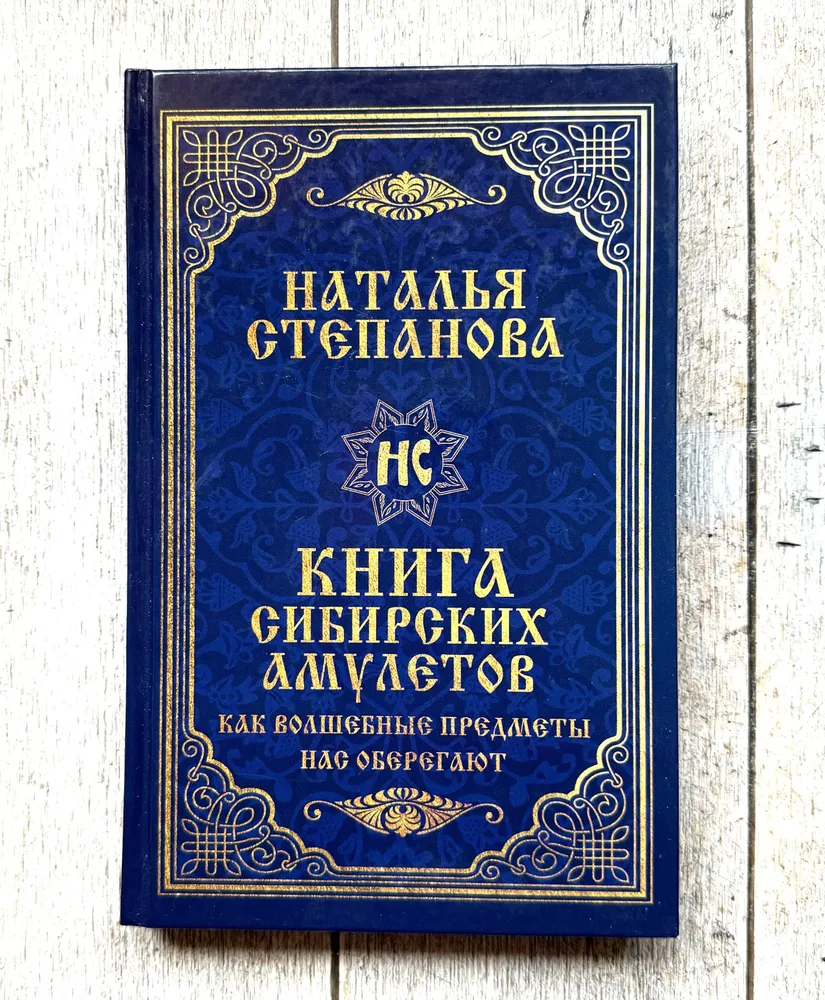 НАТАЛЬЯ
СТЕПАНОВА
НС
КНИГА
СИБИРСКИХ
АМУЛЕТОВ
КАК ВОЛШЕБНЫЕ ПРЕДМЕТЫ
НАС ОБЕРЕГАЮТ